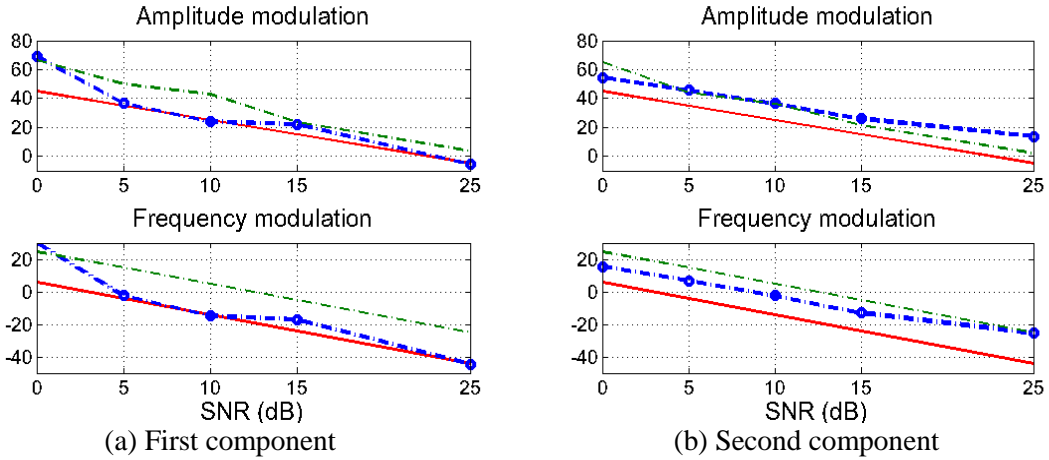 Amplitude modulation
80
60
40
20
0
0 5 10 15 25
Frequency modulation
20
0
-20
-40
0 5 10 15 25
SNR (dB)
(a) First component
Amplitude modulation
80
60
40
20
0
0 5 10 15 25
Frequency modulation
20
0
-20
-40
0 5 10 15 25
SNR (dB)
(b) Second component